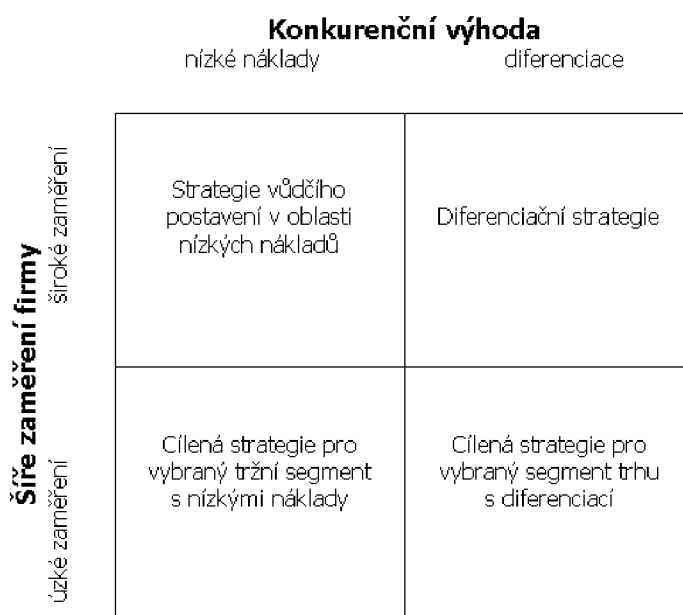 Konkurenční výhoda
nízké náklady
diferenciace
Šíře zaměření firmy
široké zaměření
Strategie vůdčího
postavení v oblasti
nízkých nákladů
Diferenciační strategie
úzké zaměření
Cílená strategie pro
vybraný tržní segment
s nízkými náklady
Cílená strategie pro
vybraný segment trhu
s diferenciací